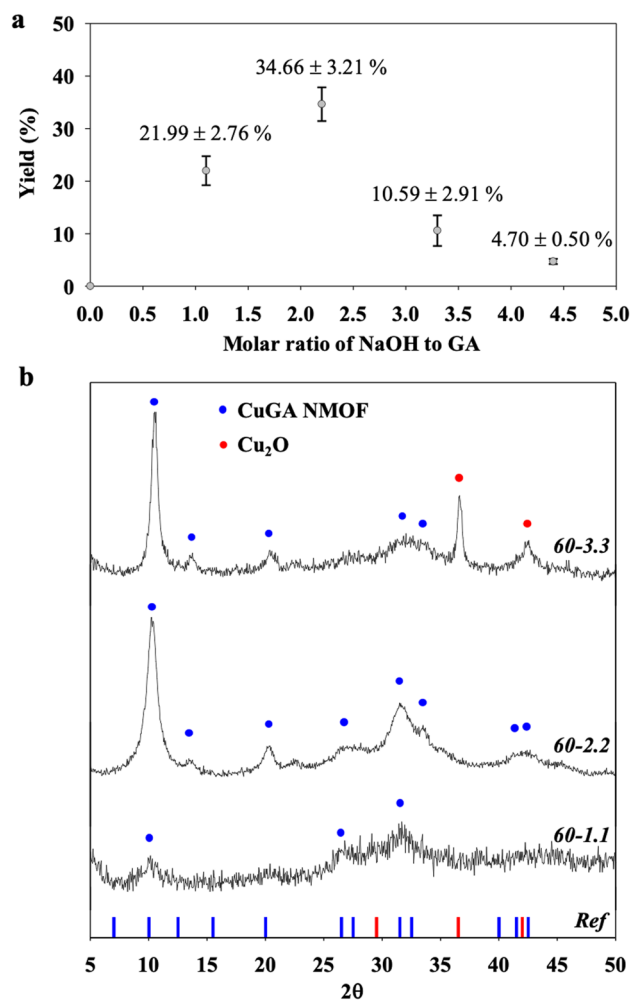 a
50
34.66 ± 3.21 %
40
30
21.99 ± 2.76 %
Yield (%)
20
10.59 ± 2.91 %
10
4.70 ± 0.50 %
0
0.0 0.5 1.0 1.5 2.0 2.5 3.0 3.5 4.0 4.5 5.0
Molar ratio of NaOH to GA
b
CuGA NMOF
Cu₂O
60-3.3
60-2.2
60-1.1
Ref
5 10 15 20 25 30 35 40 45 50
2θ